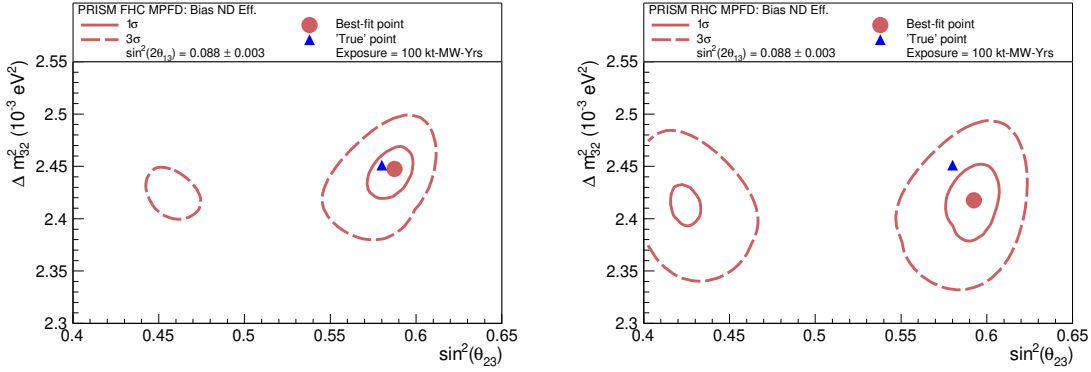 PRISM FHC MPFD: Bias ND Eff.
1σ
Best-fit point
3σ
'True' point
sin²(2θ₁₃) = 0.088 ± 0.003
Exposure = 100 kt-MW-Yrs
Δ m²₃₂ (10⁻³ eV²)
2.55
2.5
2.45
2.4
2.35
2.3
0.4 0.45 0.5 0.55 0.6 0.65
sin²(θ₂₃)
PRISM RHC MPFD: Bias ND Eff.
1σ
Best-fit point
3σ
'True' point
sin²(2θ₁₃) = 0.088 ± 0.003
Exposure = 100 kt-MW-Yrs
Δ m²₃₂ (10⁻³ eV²)
2.55
2.5
2.45
2.4
2.35
2.3
0.4 0.45 0.5 0.55 0.6 0.65
sin²(θ₂₃)